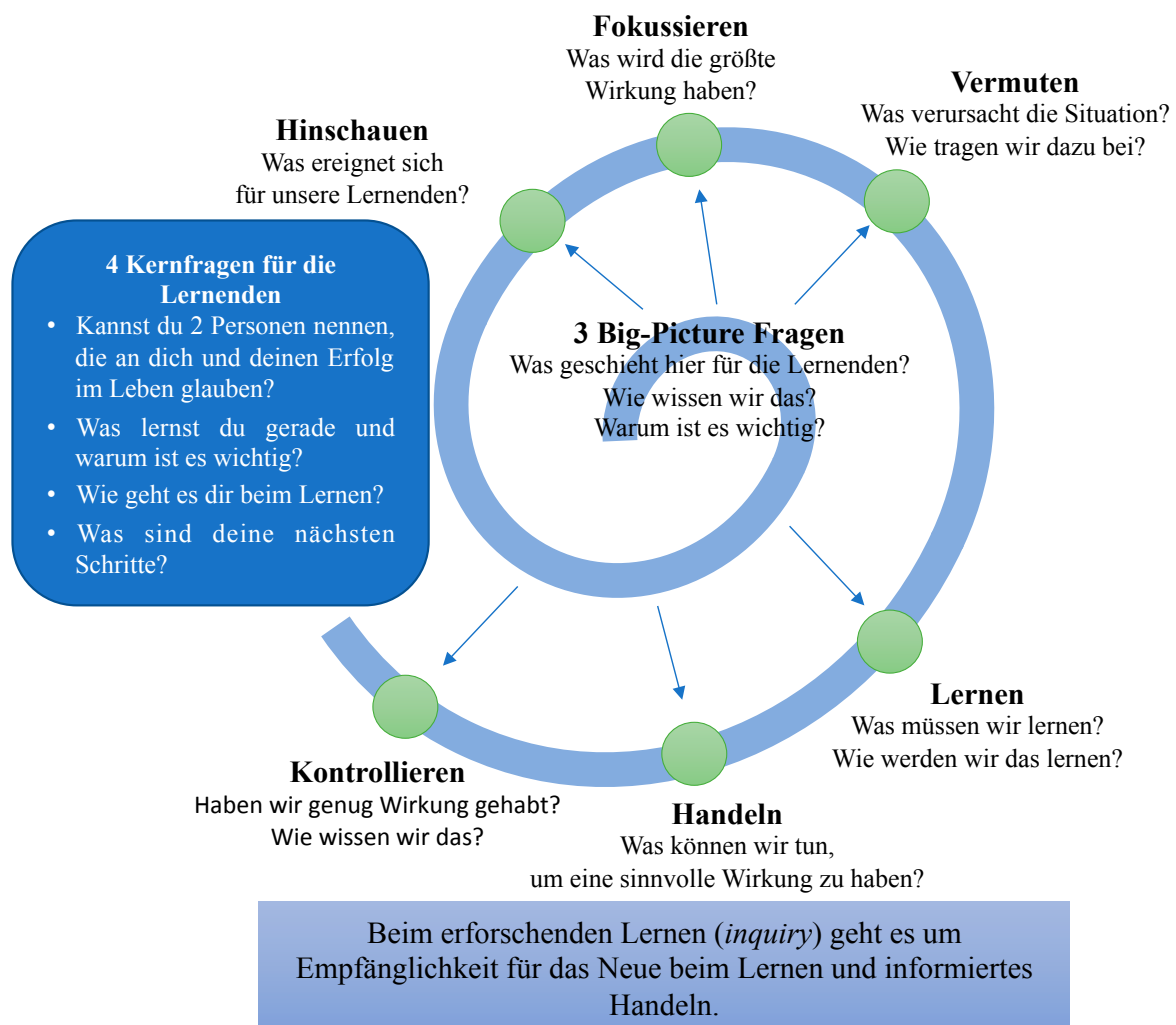 Fokussieren
Was wird die größte
Wirkung haben?
Vermuten
Was verursacht die Situation?
Wie tragen wir dazu bei?
Hinschauen
Was ereignet sich
für unsere Lernenden?
4 Kernfragen für die
Lernenden
• Kannst du 2 Personen nennen,
die an dich und deinen Erfolg
im Leben glauben?
• Was lernst du gerade und
warum ist es wichtig?
• Wie geht es dir beim Lernen?
• Was sind deine nächsten
Schritte?
3 Big-Picture Fragen
Was geschieht hier für die Lernenden?
Wie wissen wir das?
Warum ist es wichtig?
Lernen
Was müssen wir lernen?
Wie werden wir das lernen?
Kontrollieren
Haben wir genug Wirkung gehabt?
Wie wissen wir das?
Handeln
Was können wir tun,
um eine sinnvolle Wirkung zu haben?
Beim erforschenden Lernen (inquiry) geht es um
Empfänglichkeit für das Neue beim Lernen und informiertes
Handeln.